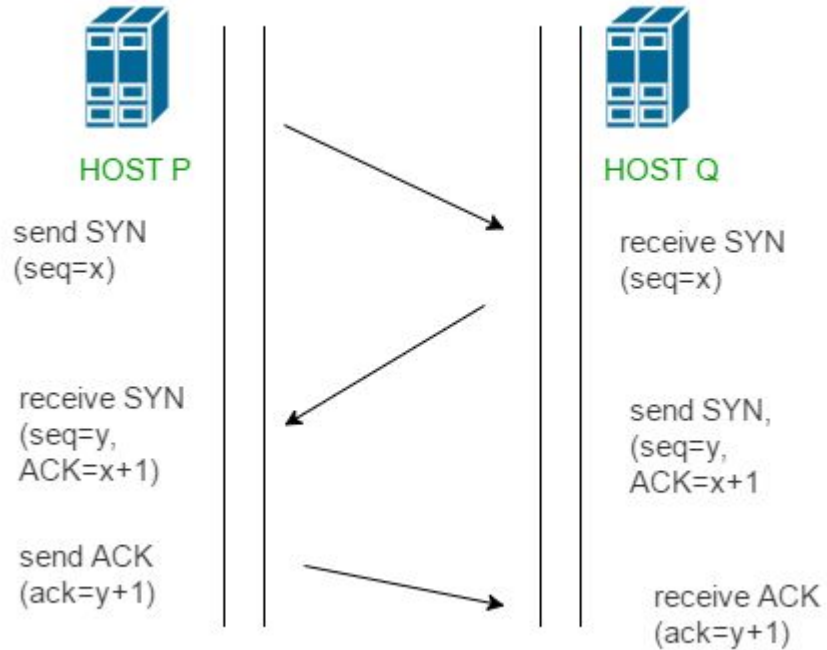 HOST P
HOST Q
send SYN
(seq=x)
receive SYN
(seq=x)
receive SYN
(seq=y,
ACK=x+1)
send SYN,
(seq=y,
ACK=x+1
send ACK
(ack=y+1)
receive ACK
(ack=y+1)